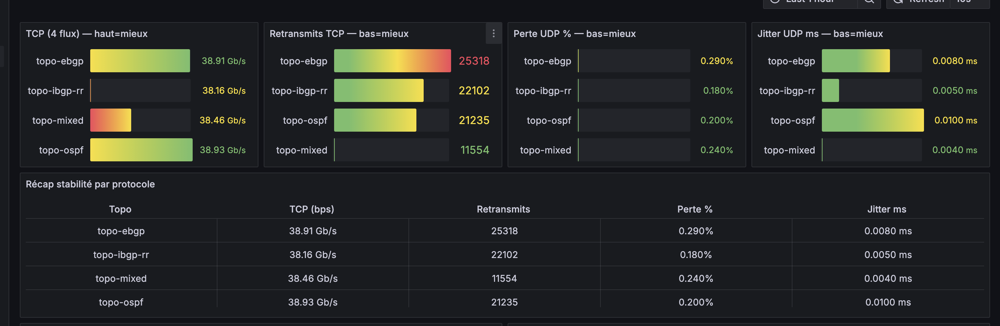 Last 1 hour
Refresh
10s
TCP (4 flux) — haut=mieux
topo-ebgp 38.91 Gb/s
topo-ibgp-rr 38.16 Gb/s
topo-mixed 38.46 Gb/s
topo-ospf 38.93 Gb/s
Retransmits TCP — bas=mieux
topo-ebgp 25318
topo-ibgp-rr 22102
topo-ospf 21235
topo-mixed 11554
Perte UDP % — bas=mieux
topo-ebgp 0.290%
topo-ibgp-rr 0.180%
topo-ospf 0.200%
topo-mixed 0.240%
Jitter UDP ms — bas=mieux
topo-ebgp 0.0080 ms
topo-ibgp-rr 0.0050 ms
topo-ospf 0.0100 ms
topo-mixed 0.0040 ms
Récap stabilité par protocole
Topo TCP (bps) Retransmits Perte % Jitter ms
topo-ebgp 38.91 Gb/s 25318 0.290% 0.0080 ms
topo-ibgp-rr 38.16 Gb/s 22102 0.180% 0.0050 ms
topo-mixed 38.46 Gb/s 11554 0.240% 0.0040 ms
topo-ospf 38.93 Gb/s 21235 0.200% 0.0100 ms